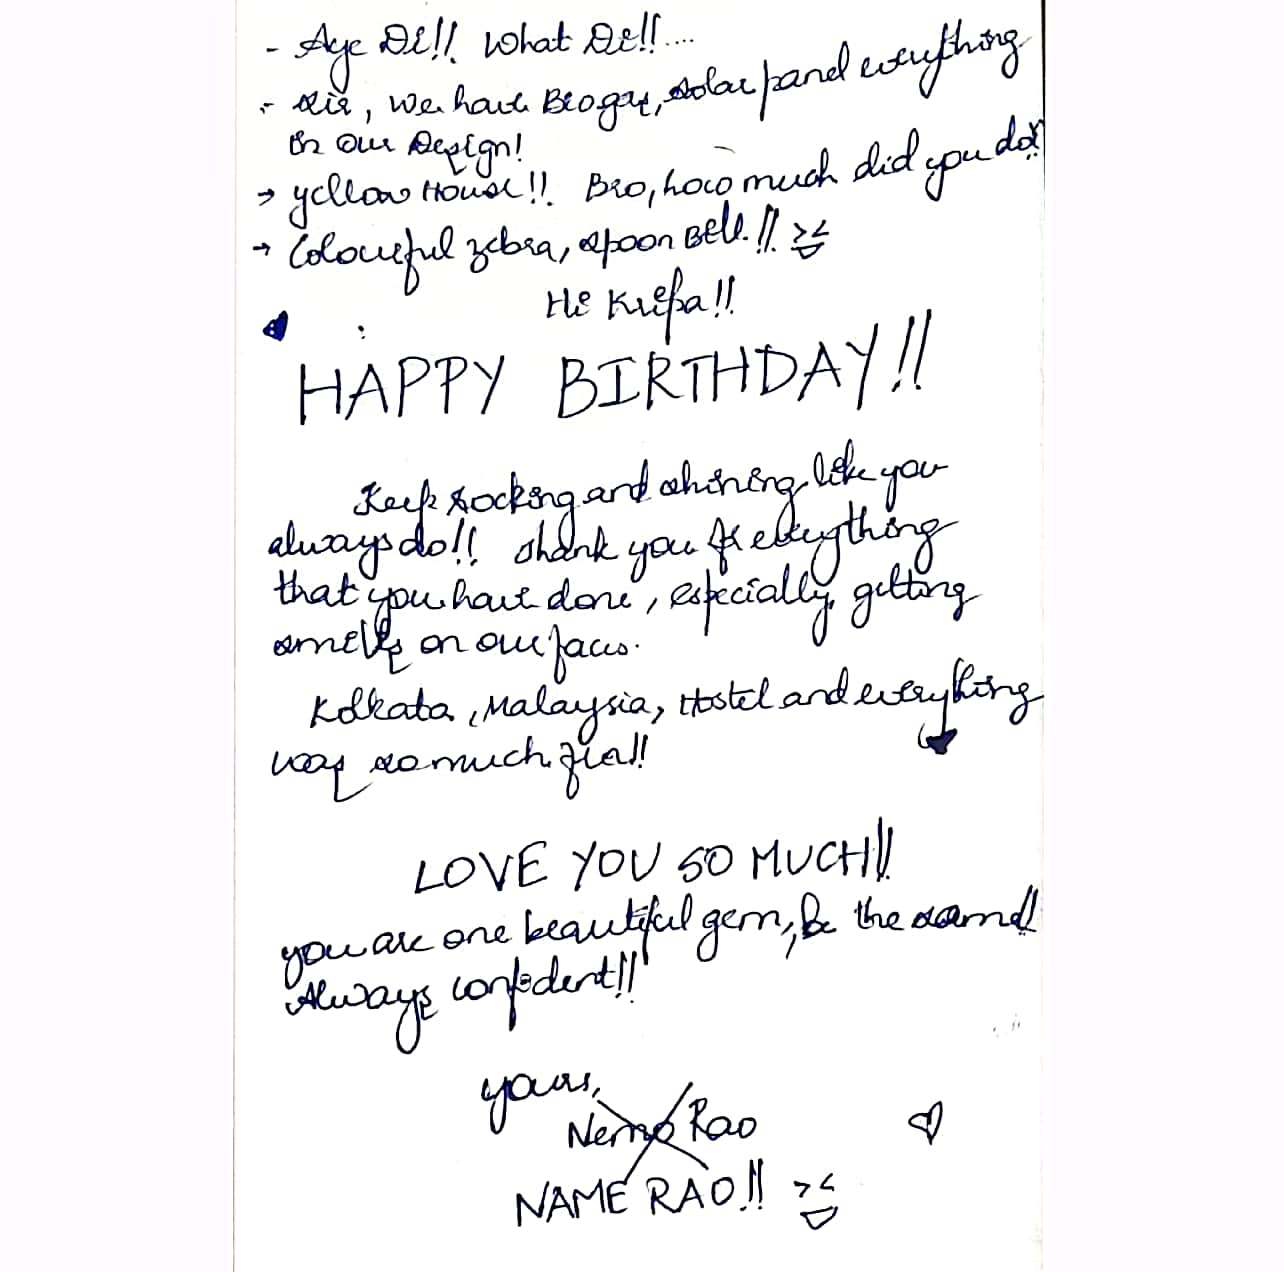 - Aye DI!! What DI!!....
- Sir, we have Biogas, solar panel everything
in our Design!
→ yellow House!! Bro, how much did you do?
→ Colourful zebra, spoon Bell.!! ><
Hi Kripa!!
HAPPY BIRTHDAY!!
Keep rocking and shining like you
always do!! Thank you for everything
that you have done, especially, getting
smiles on our faces.
Kolkata, Malaysia, Hostel and everything
was so much fun!!
LOVE YOU SO MUCH!!
you are one beautiful gem, Be the same!!
Always confident!!
yours,
Nemo Rao
NAME RAO!! ><